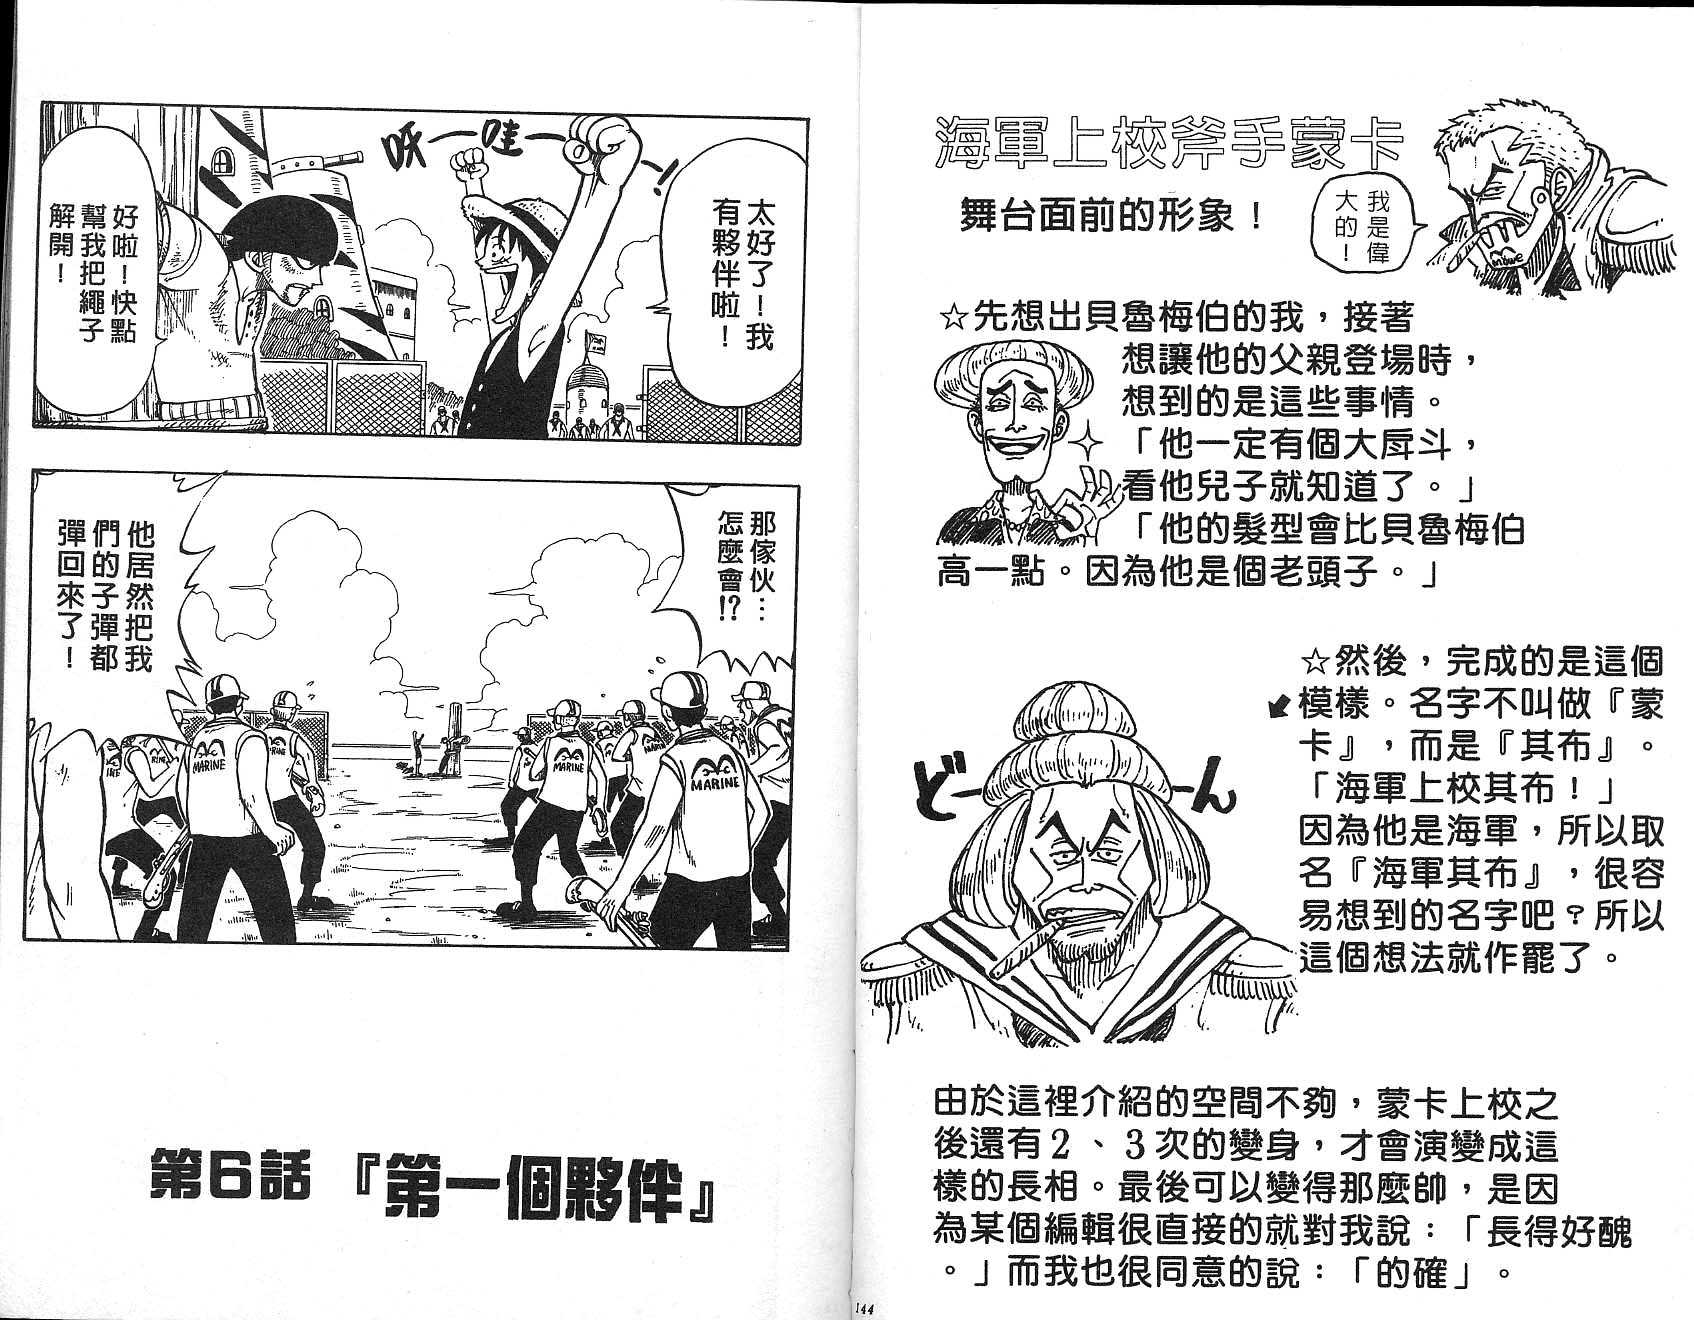 海軍上校斧手蒙卡
舞台面前的形象！
我是偉
大的！
mowe
☆先想出貝魯梅伯的我，接著
想讓他的父親登場時，
想到的是這些事情。
「他一定有個大戽斗，
看他兒子就知道了。」
「他的髮型會比貝魯梅伯
高一點。因為他是個老頭子。」
☆然後，完成的是這個
模樣。名字不叫做『蒙
卡』，而是『其布』。
「海軍上校其布！」
因為他是海軍，所以取
名『海軍其布』，很容
易想到的名字吧？所以
這個想法就作罷了。
どーん
由於這裡介紹的空間不夠，蒙卡上校之
後還有2、3次的變身，才會演變成這
樣的長相。最後可以變得那麼帥，是因
為某個編輯很直接的就對我說：「長得好醜
。」而我也很同意的說：「的確」。
144
太好了！我
有夥伴啦！
呀一哇一！
好啦！快點
幫我把繩子
解開！
那傢伙…
怎麼會!?
他居然把我
們的子彈都
彈回來了！
MARINE
RINE
MARINE
MARINE
第6話『第一個夥伴』